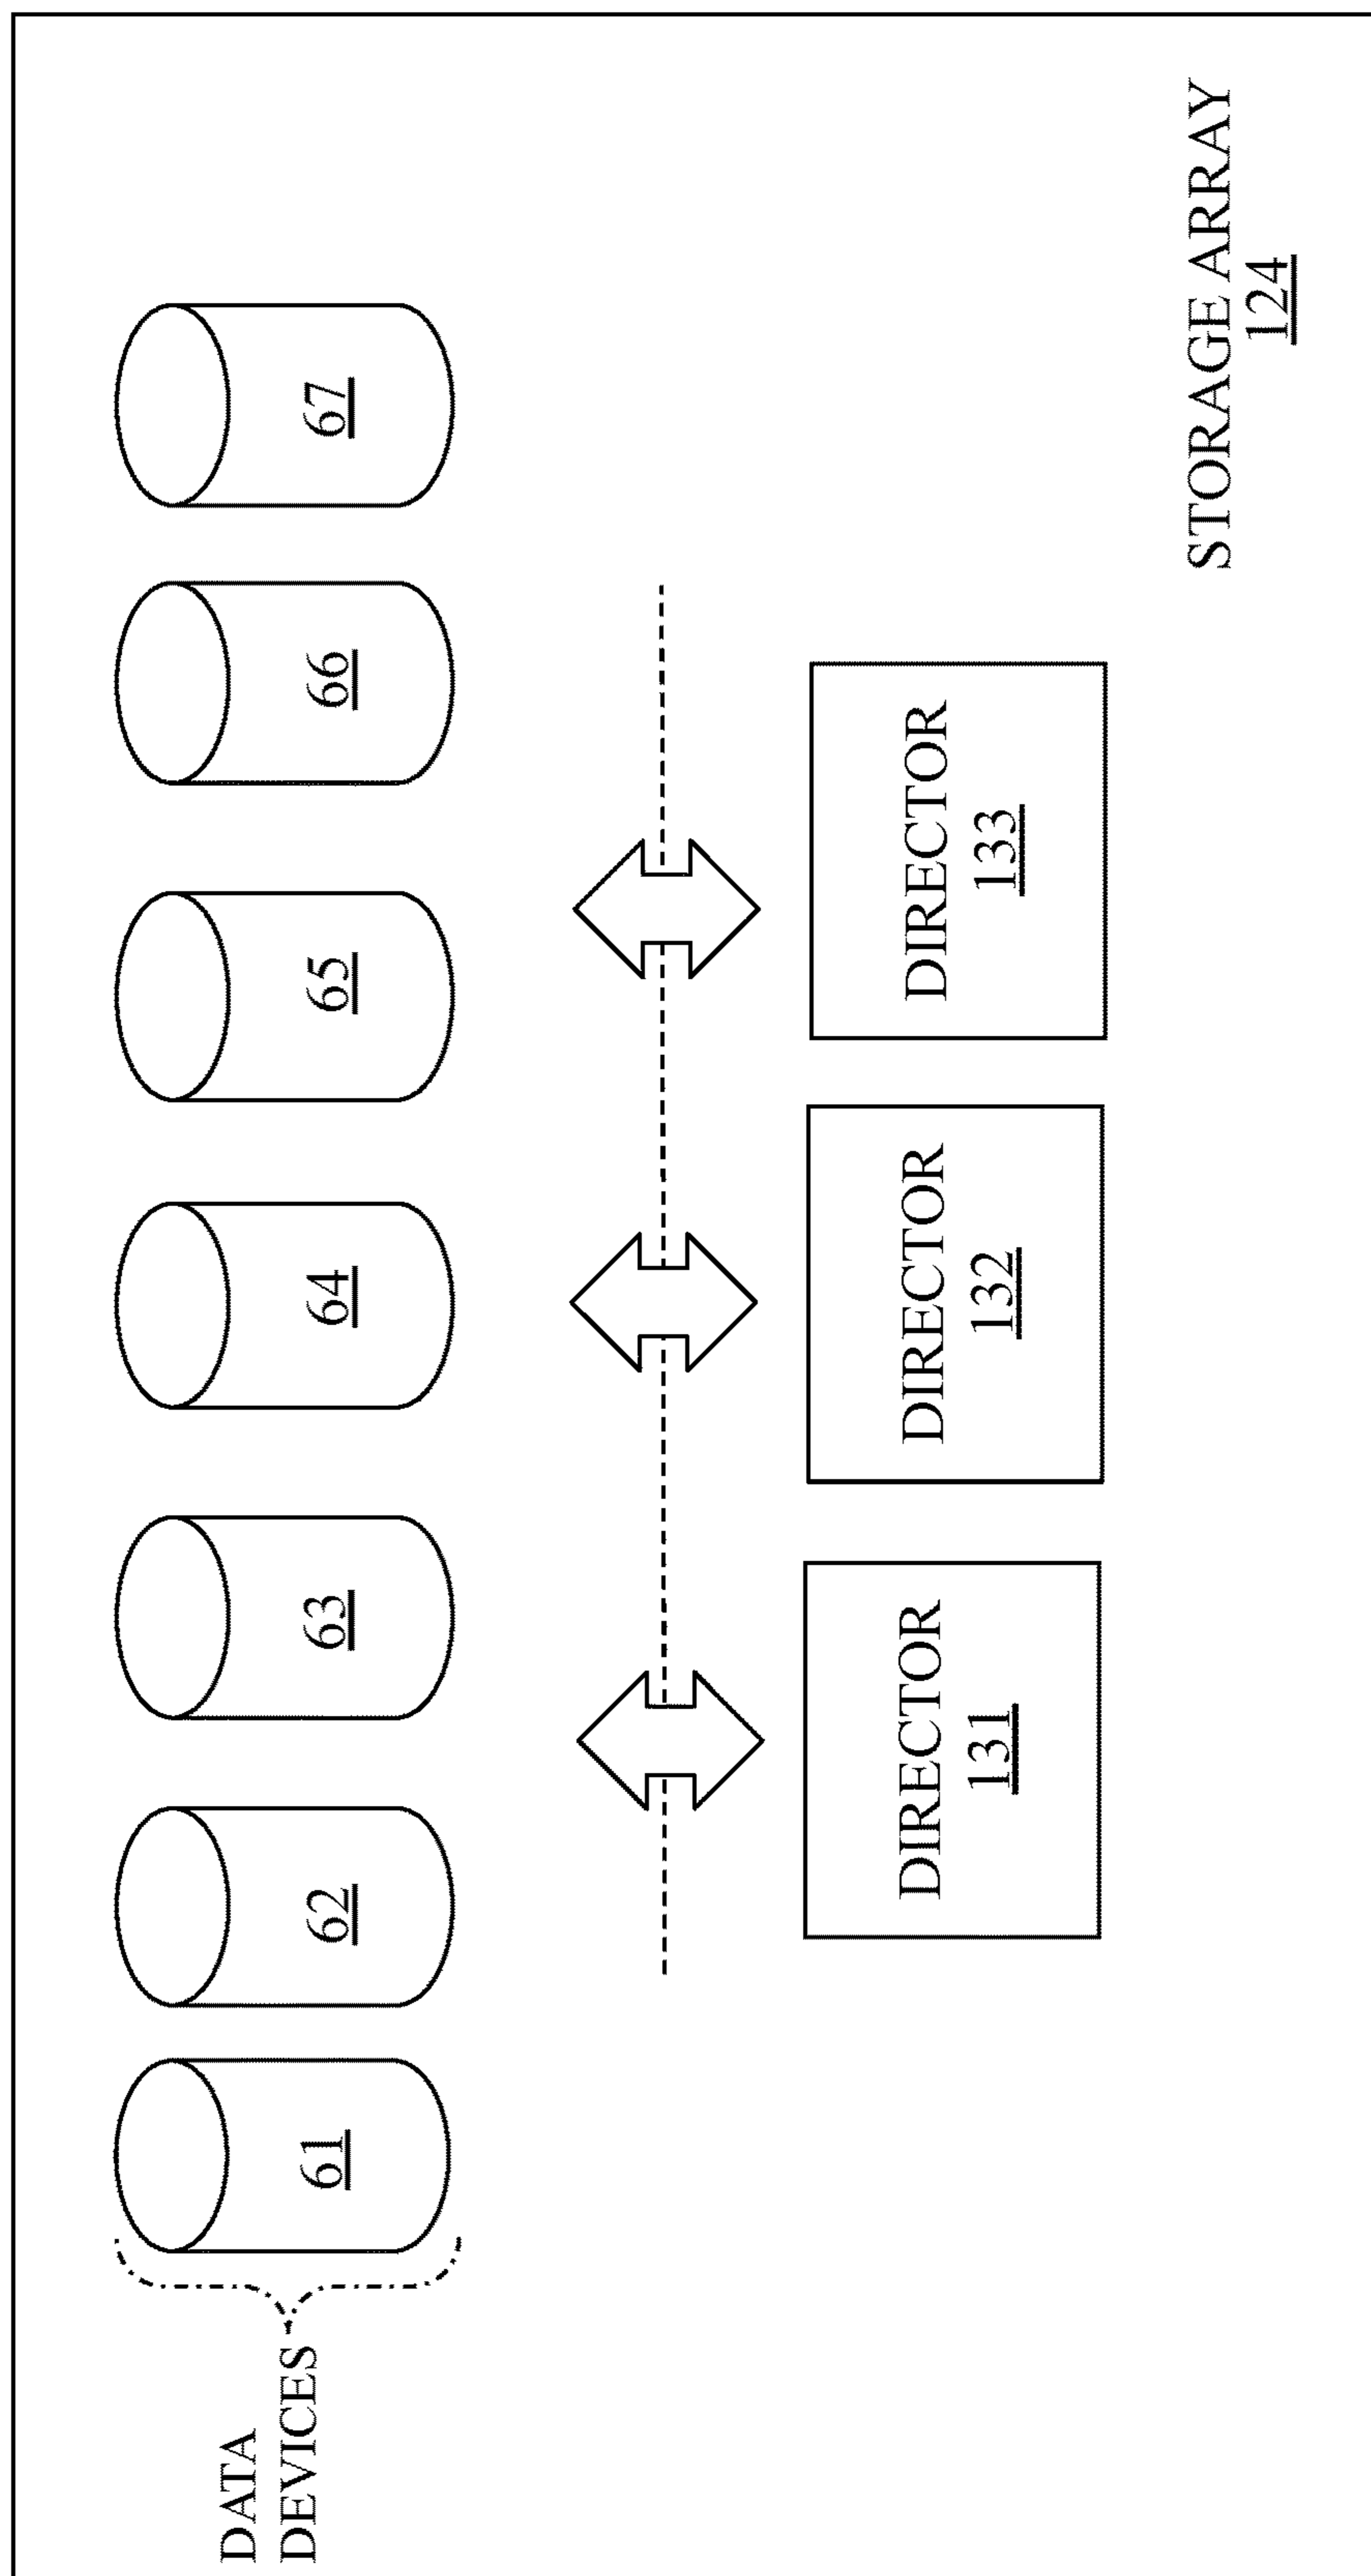 DATA
DEVICES
61
62
63
64
65
66
67
DIRECTOR
131
DIRECTOR
132
DIRECTOR
133
STORAGE ARRAY
124